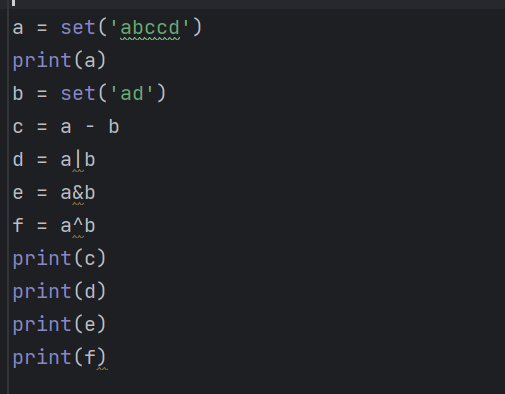 a = set('abccd')
print(a)
b = set('ad')
c = a - b
d = a|b
e = a&b
f = a^b
print(c)
print(d)
print(e)
print(f)